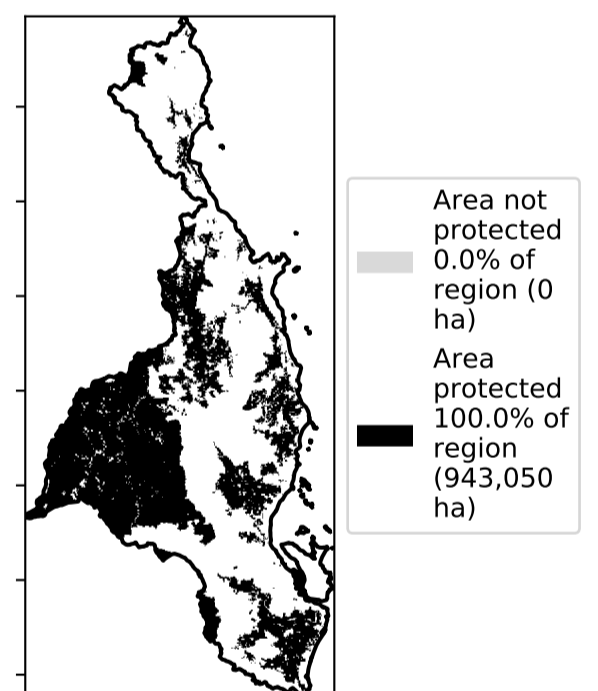 Area not
protected
0.0% of
region (0
ha)
Area
protected
100.0% of
region
(943,050
ha)